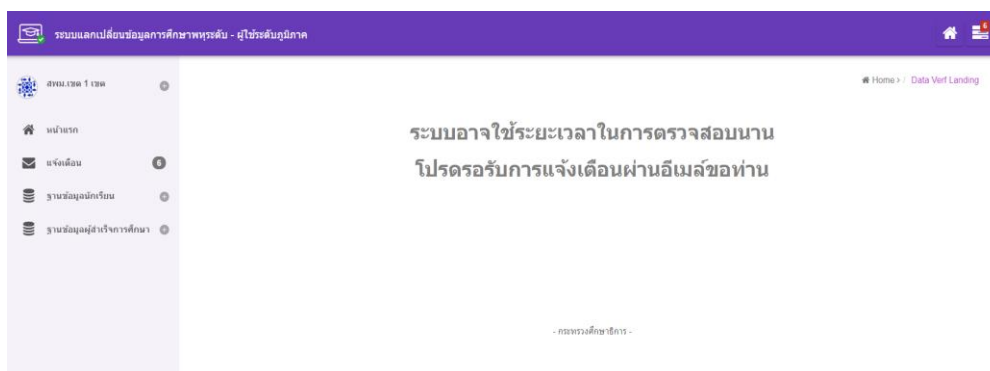 ระบบแลกเปลี่ยนข้อมูลการศึกษาพหุระดับ - ผู้ใช้ระดับภูมิภาค
6
สพม.เขต 1 เขต
Home > / Data Verf Landing
หน้าแรก
แจ้งเตือน 6
ฐานข้อมูลนักเรียน
ฐานข้อมูลผู้สำเร็จการศึกษา
ระบบอาจใช้ระยะเวลาในการตรวจสอบนาน
โปรดรอรับการแจ้งเตือนผ่านอีเมล์ขอท่าน
- กระทรวงศึกษาธิการ -